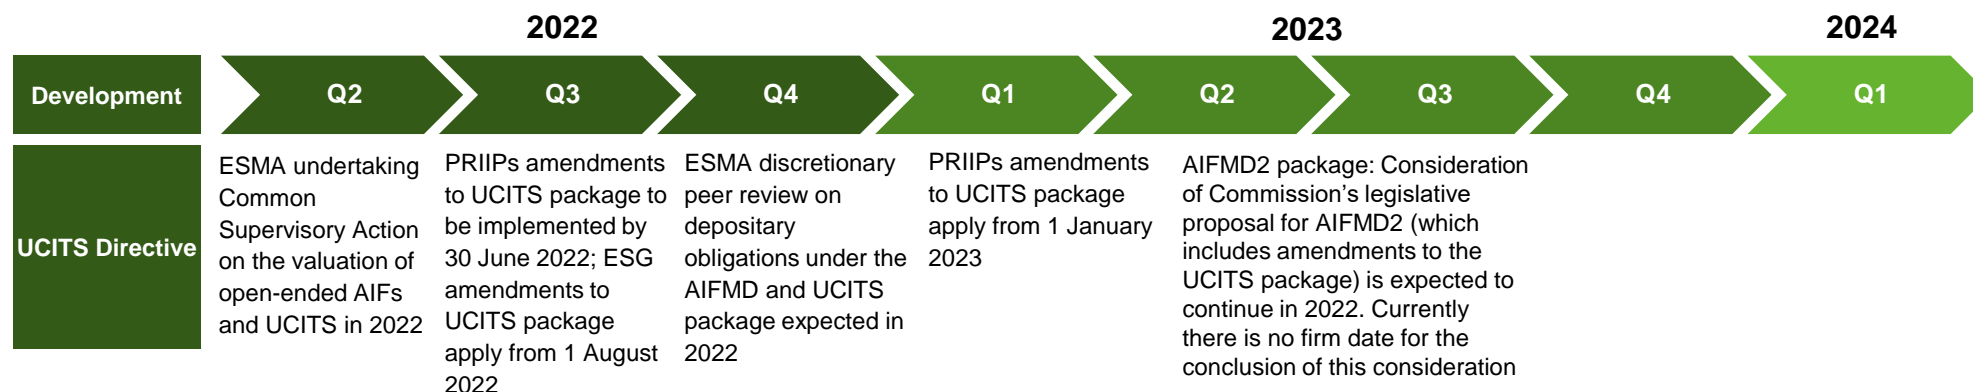 2022
2023
2024
Development
Q2
Q3
Q4
Q1
Q2
Q3
Q4
Q1
UCITS Directive
ESMA undertaking
Common
Supervisory Action
on the valuation of
open-ended AIFs
and UCITS in 2022
PRIIPs amendments
to UCITS package to
be implemented by
30 June 2022; ESG
amendments to
UCITS package
apply from 1 August
2022
ESMA discretionary
peer review on
depositary
obligations under the
AIFMD and UCITS
package expected in
2022
PRIIPs amendments
to UCITS package
apply from 1 January
2023
AIFMD2 package: Consideration
of Commission’s legislative
proposal for AIFMD2 (which
includes amendments to the
UCITS package) is expected to
continue in 2022. Currently
there is no firm date for the
conclusion of this consideration